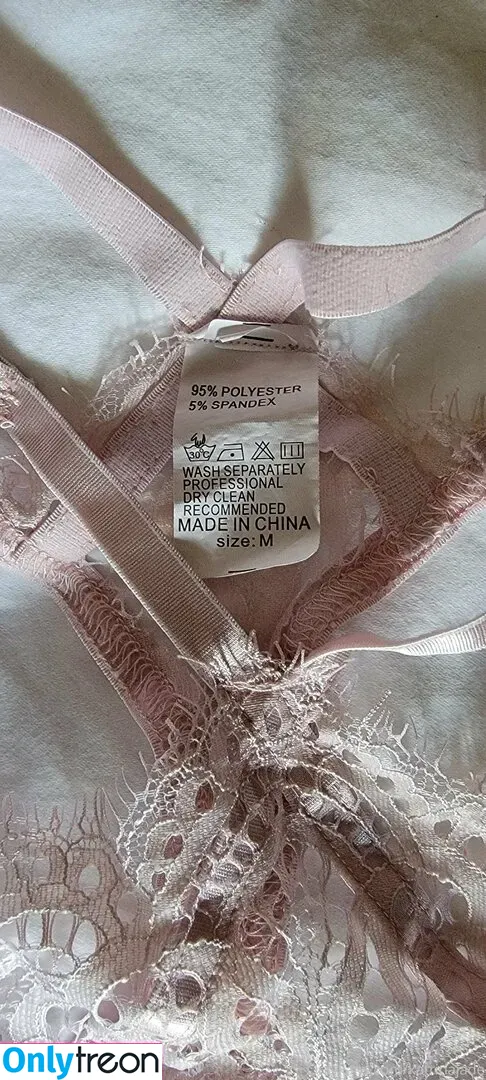 95% POLYESTER
5% SPANDEX
30°C
WASH SEPARATELY
PROFESSIONAL
DRY CLEAN
RECOMMENDED
MADE IN CHINA
size: M
Onlytreon